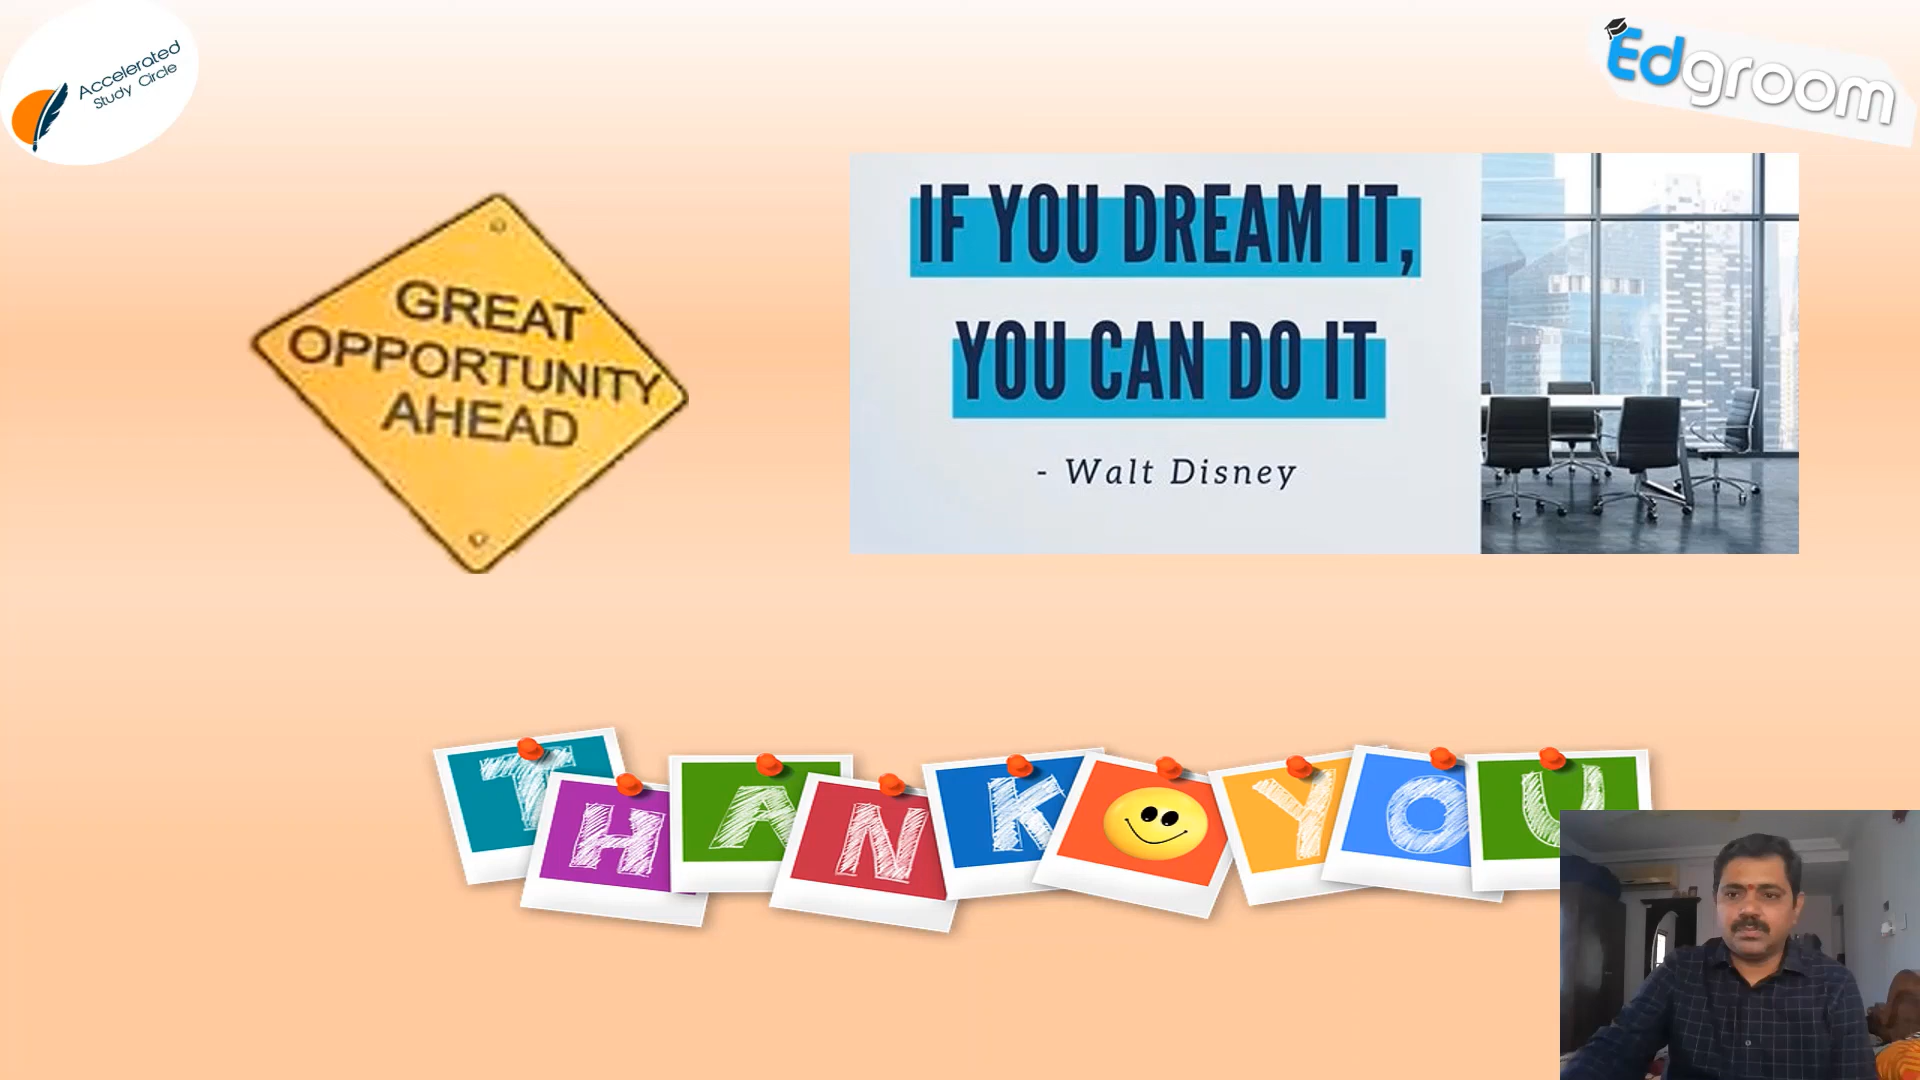 Accelerated
Study Circle
Edgroom
GREAT
OPPORTUNITY
AHEAD
IF YOU DREAM IT,
YOU CAN DO IT
- Walt Disney
THANK YOU